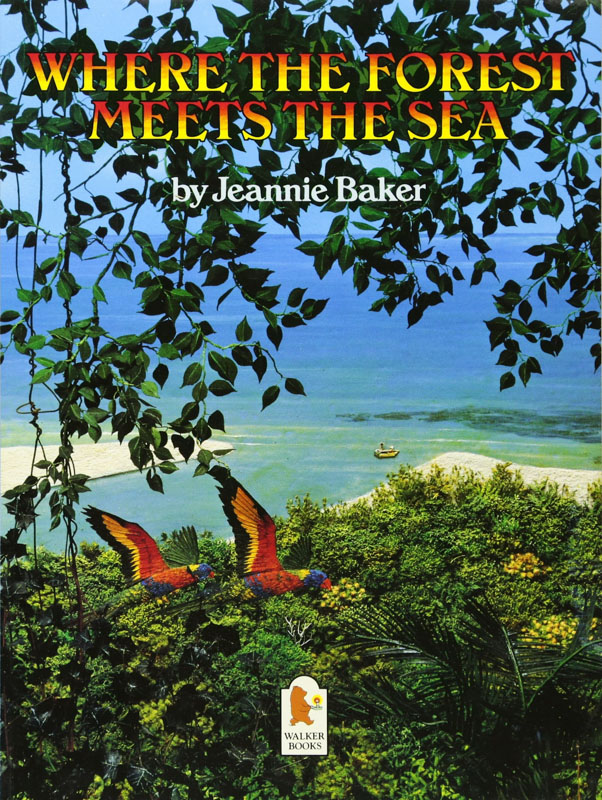 WHERE THE FOREST
MEETS THE SEA
by Jeannie Baker
WALKER
BOOKS